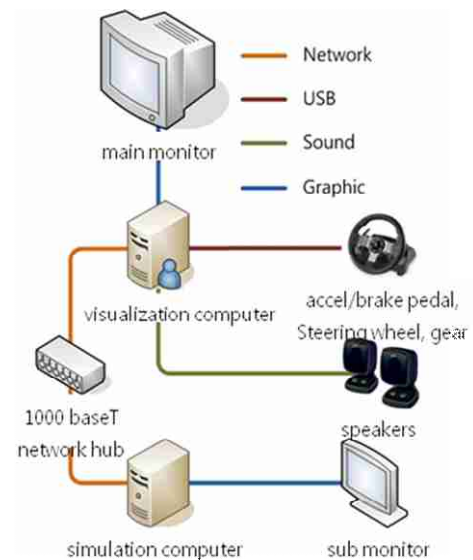 Network
USB
Sound
Graphic
main monitor
visualization computer
accel/brake pedal,
Steering wheel, gear
1000 baseT
network hub
speakers
simulation computer
sub monitor